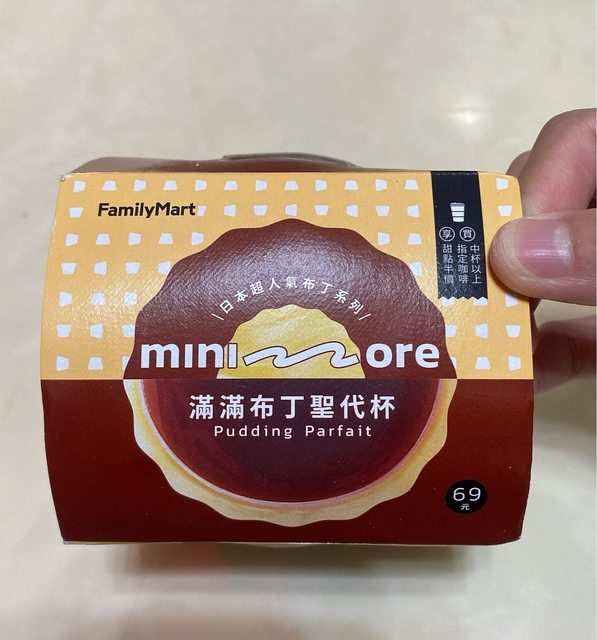 FamilyMart
買 中杯以上
指定咖啡
享 甜點半價
\日本超人氣布丁系列/
mini more
滿滿布丁聖代杯
Pudding Parfait
69
元